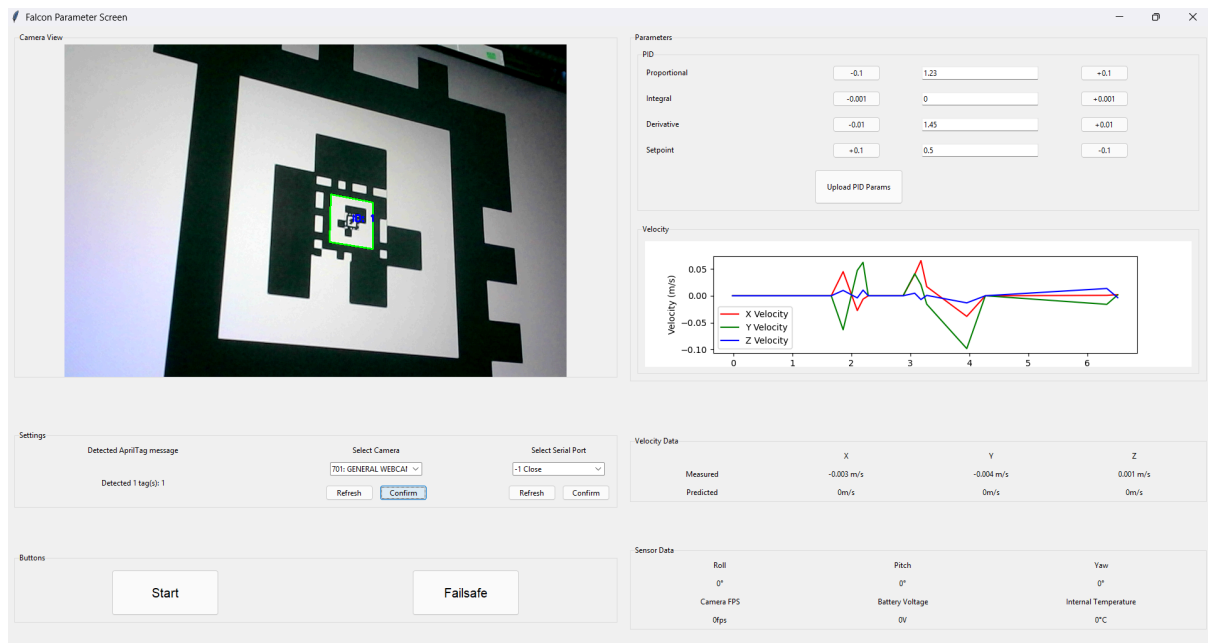 Falcon Parameter Screen
Camera View
1
Parameters
PID
Proportional -0.1 1.23 +0.1
Integral -0.001 0 +0.001
Derivative -0.01 1.45 +0.01
Setpoint +0.1 0.5 -0.1
Upload PID Params
Velocity
Velocity (m/s)
0.05
0.00
−0.05
−0.10
X Velocity
Y Velocity
Z Velocity
0 1 2 3 4 5 6
Settings
Detected AprilTag message
Detected 1 tag(s): 1
Select Camera
701: GENERAL WEBCAM
Refresh Confirm
Select Serial Port
-1 Close
Refresh Confirm
Velocity Data
X Y Z
Measured -0.003 m/s -0.004 m/s 0.001 m/s
Predicted 0m/s 0m/s 0m/s
Buttons
Start Failsafe
Sensor Data
Roll Pitch Yaw
0° 0° 0°
Camera FPS Battery Voltage Internal Temperature
0fps 0V 0°C